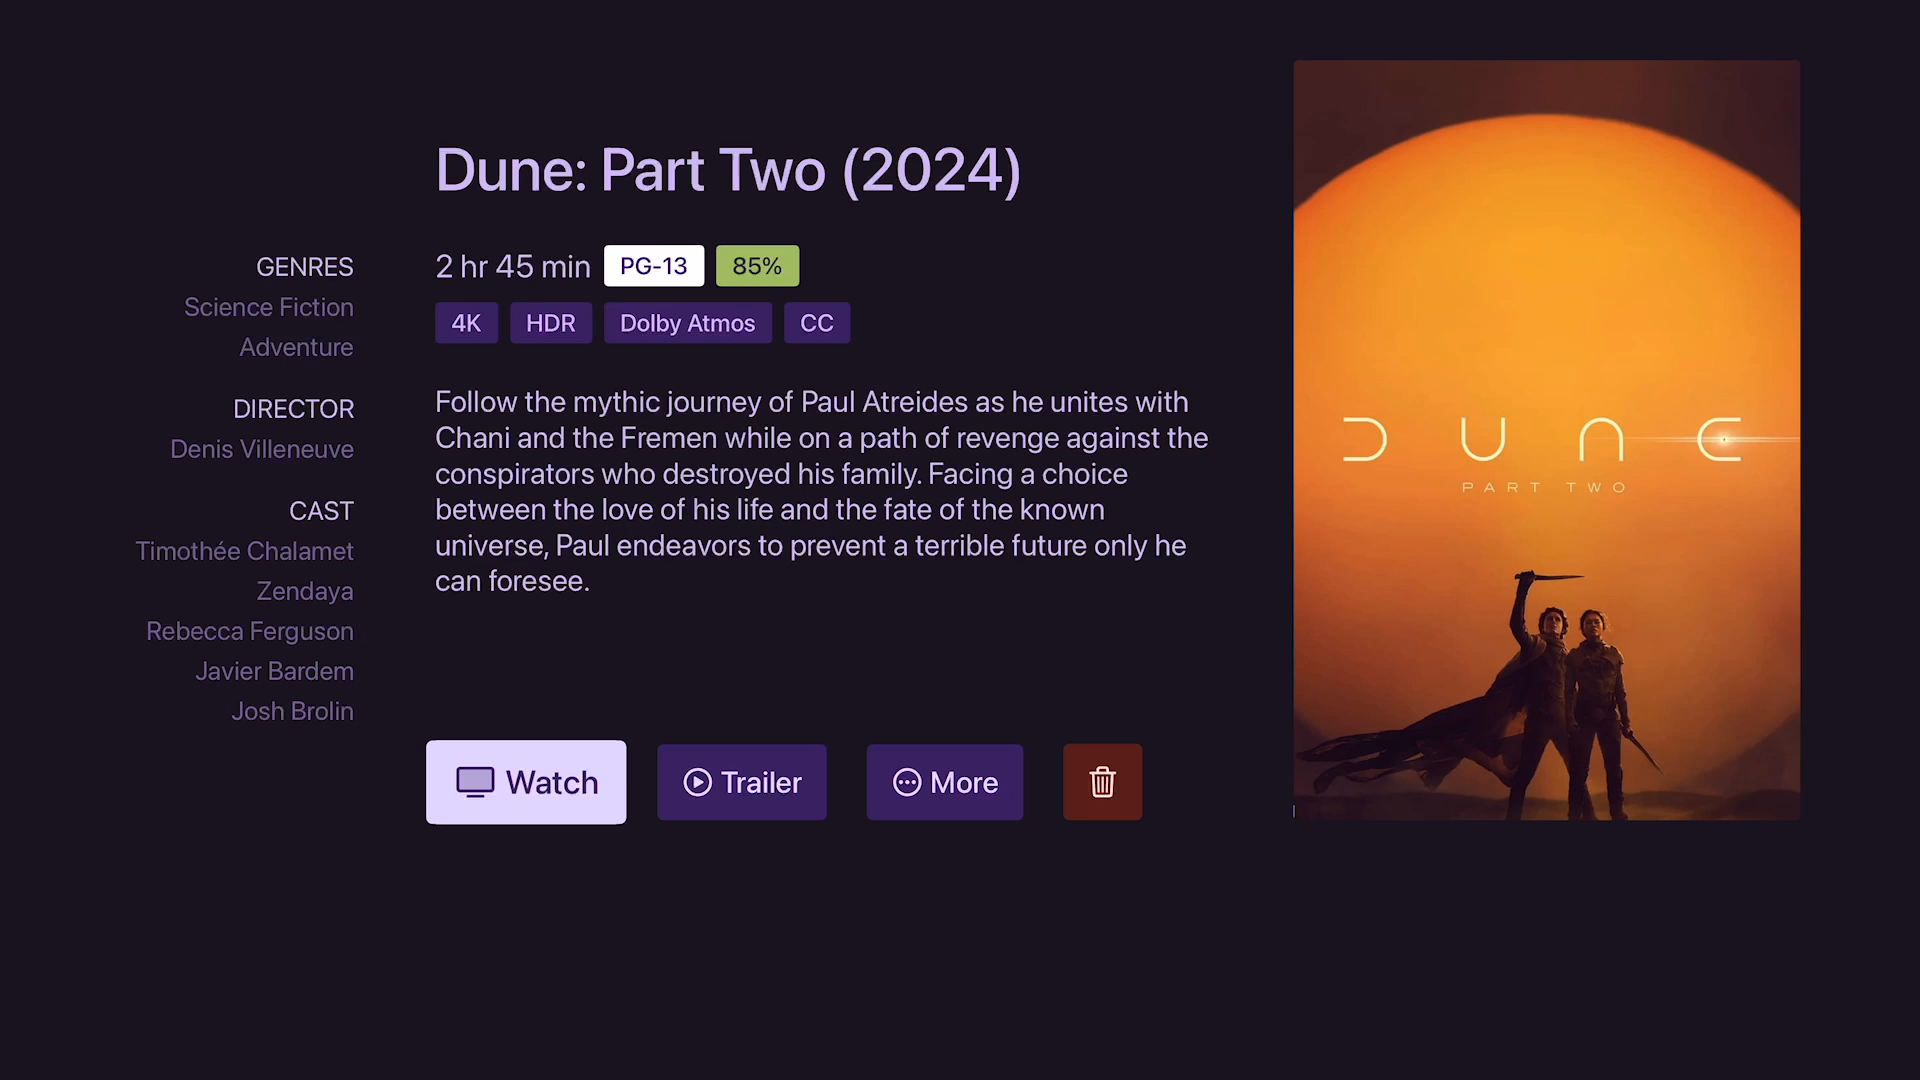 Dune: Part Two (2024)
GENRES
Science Fiction
Adventure
DIRECTOR
Denis Villeneuve
CAST
Timothée Chalamet
Zendaya
Rebecca Ferguson
Javier Bardem
Josh Brolin
2 hr 45 min PG-13 85%
4K HDR Dolby Atmos CC
Follow the mythic journey of Paul Atreides as he unites with
Chani and the Fremen while on a path of revenge against the
conspirators who destroyed his family. Facing a choice
between the love of his life and the fate of the known
universe, Paul endeavors to prevent a terrible future only he
can foresee.
Watch Trailer More
DUNE
PART TWO